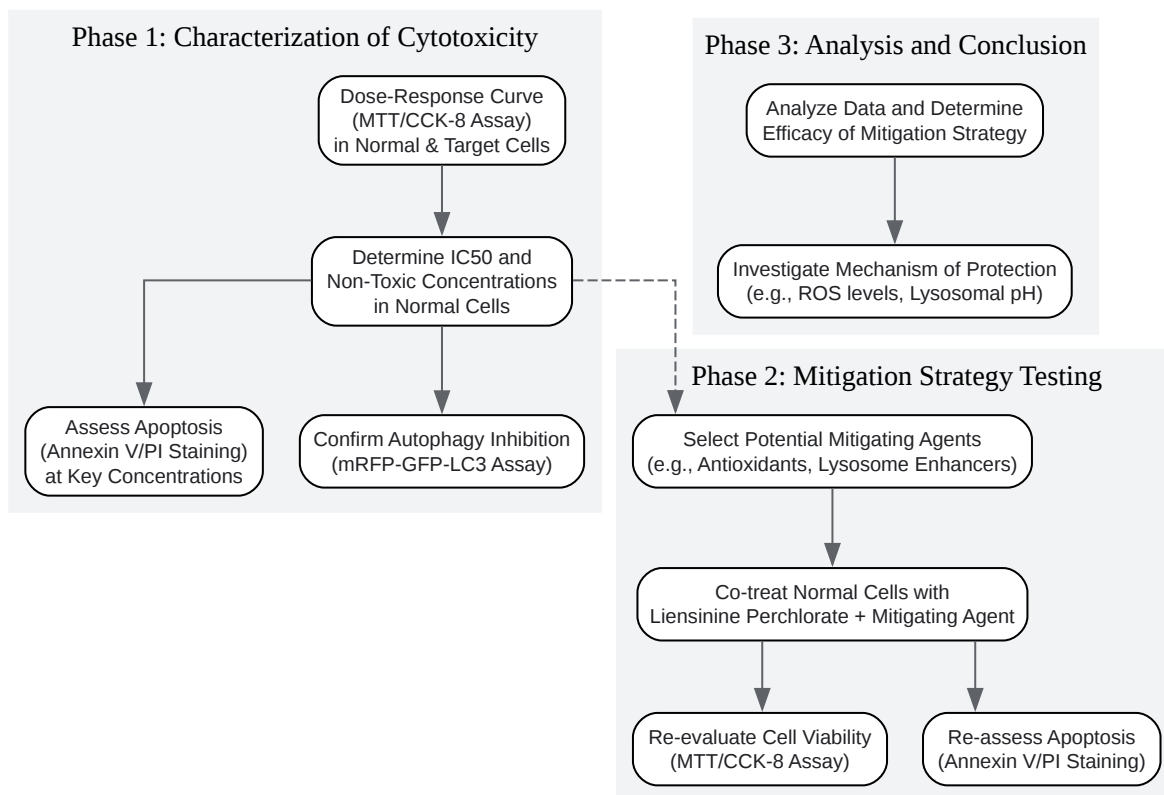 Phase 1: Characterization of Cytotoxicity
Dose-Response Curve
(MTT/CCK-8 Assay)
in Normal & Target Cells
Determine IC50 and
Non-Toxic Concentrations
in Normal Cells
Assess Apoptosis
(Annexin V/PI Staining)
at Key Concentrations
Confirm Autophagy Inhibition
(mRFP-GFP-LC3 Assay)
Phase 3: Analysis and Conclusion
Analyze Data and Determine
Efficacy of Mitigation Strategy
Investigate Mechanism of Protection
(e.g., ROS levels, Lysosomal pH)
Phase 2: Mitigation Strategy Testing
Select Potential Mitigating Agents
(e.g., Antioxidants, Lysosome Enhancers)
Co-treat Normal Cells with
Liensinine Perchlorate + Mitigating Agent
Re-evaluate Cell Viability
(MTT/CCK-8 Assay)
Re-assess Apoptosis
(Annexin V/PI Staining)